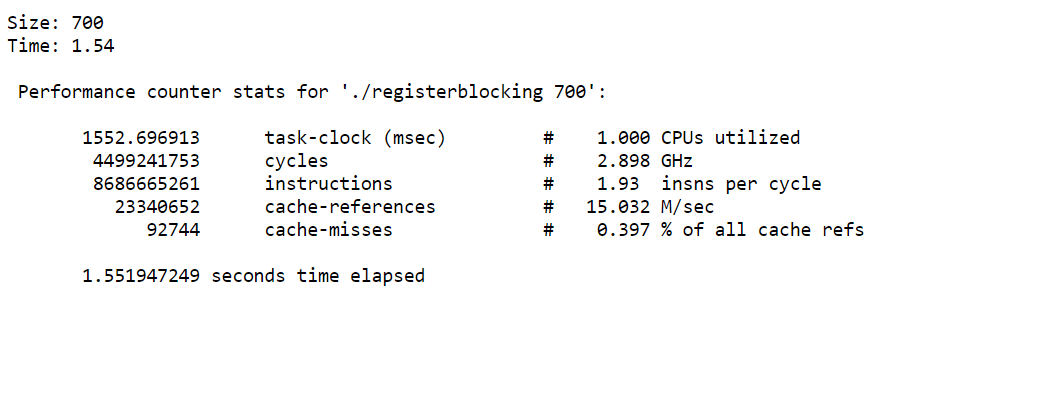 Size: 700
Time: 1.54
Performance counter stats for './registerblocking 700':
1552.696913 task-clock (msec) # 1.000 CPUs utilized
4499241753 cycles # 2.898 GHz
8686665261 instructions # 1.93 insns per cycle
23340652 cache-references # 15.032 M/sec
92744 cache-misses # 0.397 % of all cache refs
1.551947249 seconds time elapsed